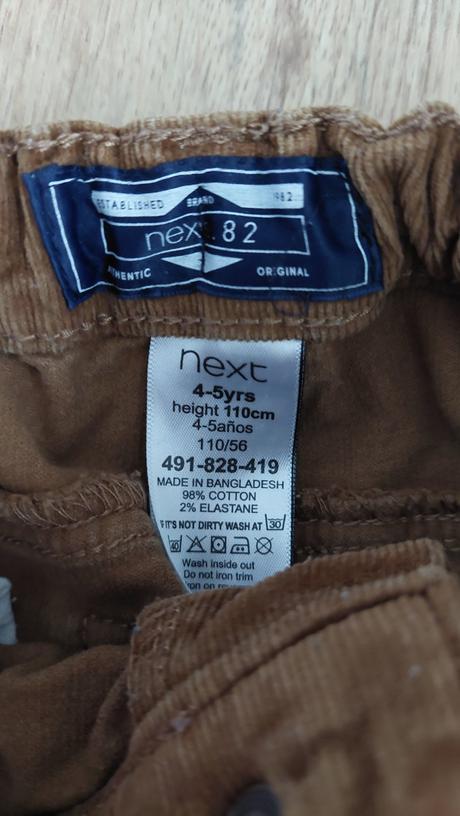 ESTABLISHED BRAND 1982
next 82
AUTHENTIC ORIGINAL
next
4-5yrs
height 110cm
4-5años
110/56
491-828-419
MADE IN BANGLADESH
98% COTTON
2% ELASTANE
IF IT'S NOT DIRTY WASH AT 30
40
Wash inside out
Do not iron trim
Iron on